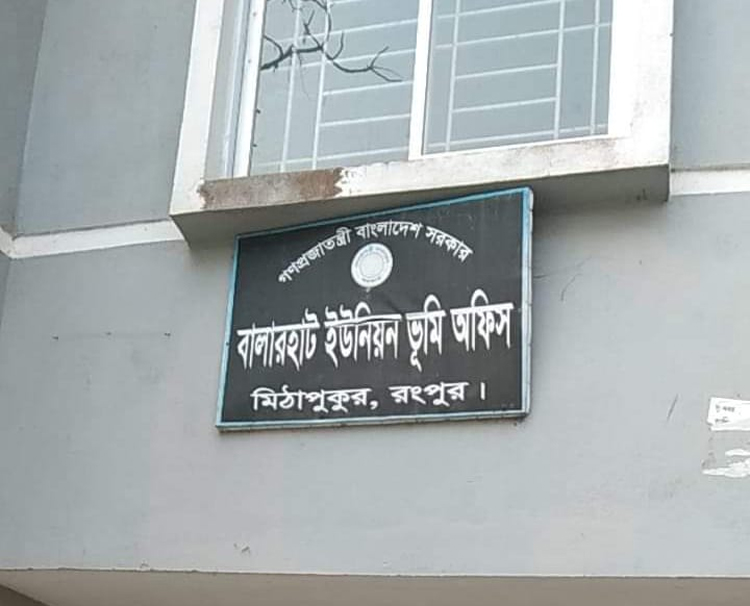 গণপ্রজাতন্ত্রী বাংলাদেশ সরকার
বালারহাট ইউনিয়ন ভূমি অফিস
মিঠাপুকুর, রংপুর।